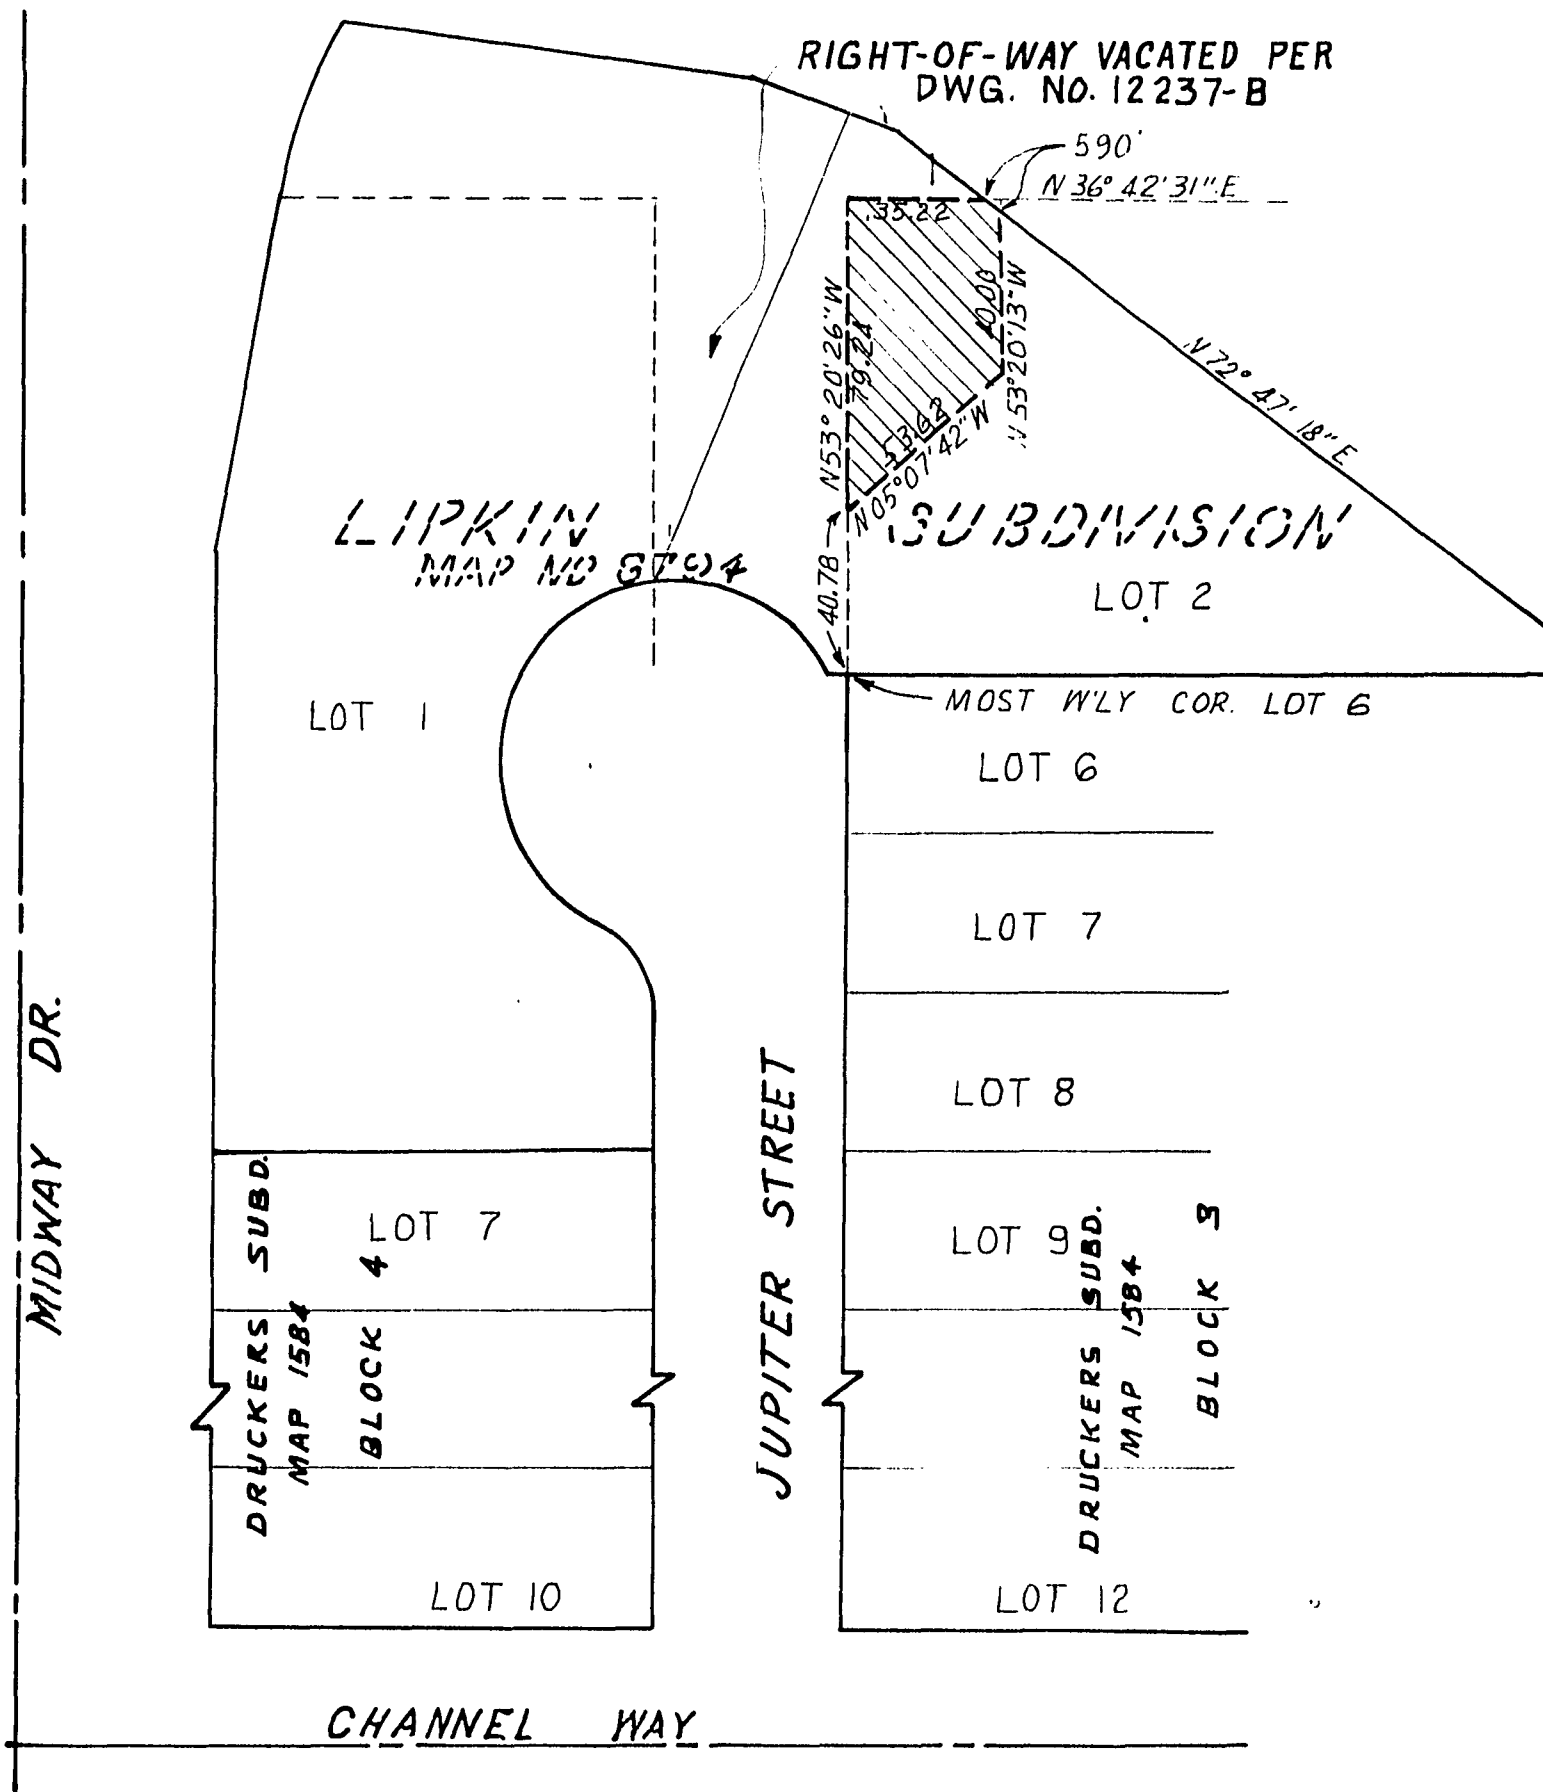 RIGHT-OF-WAY VACATED PER
DWG. NO. 12237-B
590'
N 36° 42' 31" E
35.22
N 53° 20' 26" W
79.24
40.00
N 53° 20' 13" W
53.62
N 05° 07' 42" W
N 72° 47' 18" E
LIPKIN SUBDIVISION
MAP NO 8794
40.78
LOT 2
MOST W'LY COR. LOT 6
LOT 1
LOT 6
LOT 7
LOT 8
MIDWAY DR.
JUPITER STREET
LOT 7
DRUCKERS SUBD.
MAP 1584
BLOCK 4
LOT 9
DRUCKERS SUBD.
MAP 1584
BLOCK 3
LOT 10
LOT 12
CHANNEL WAY